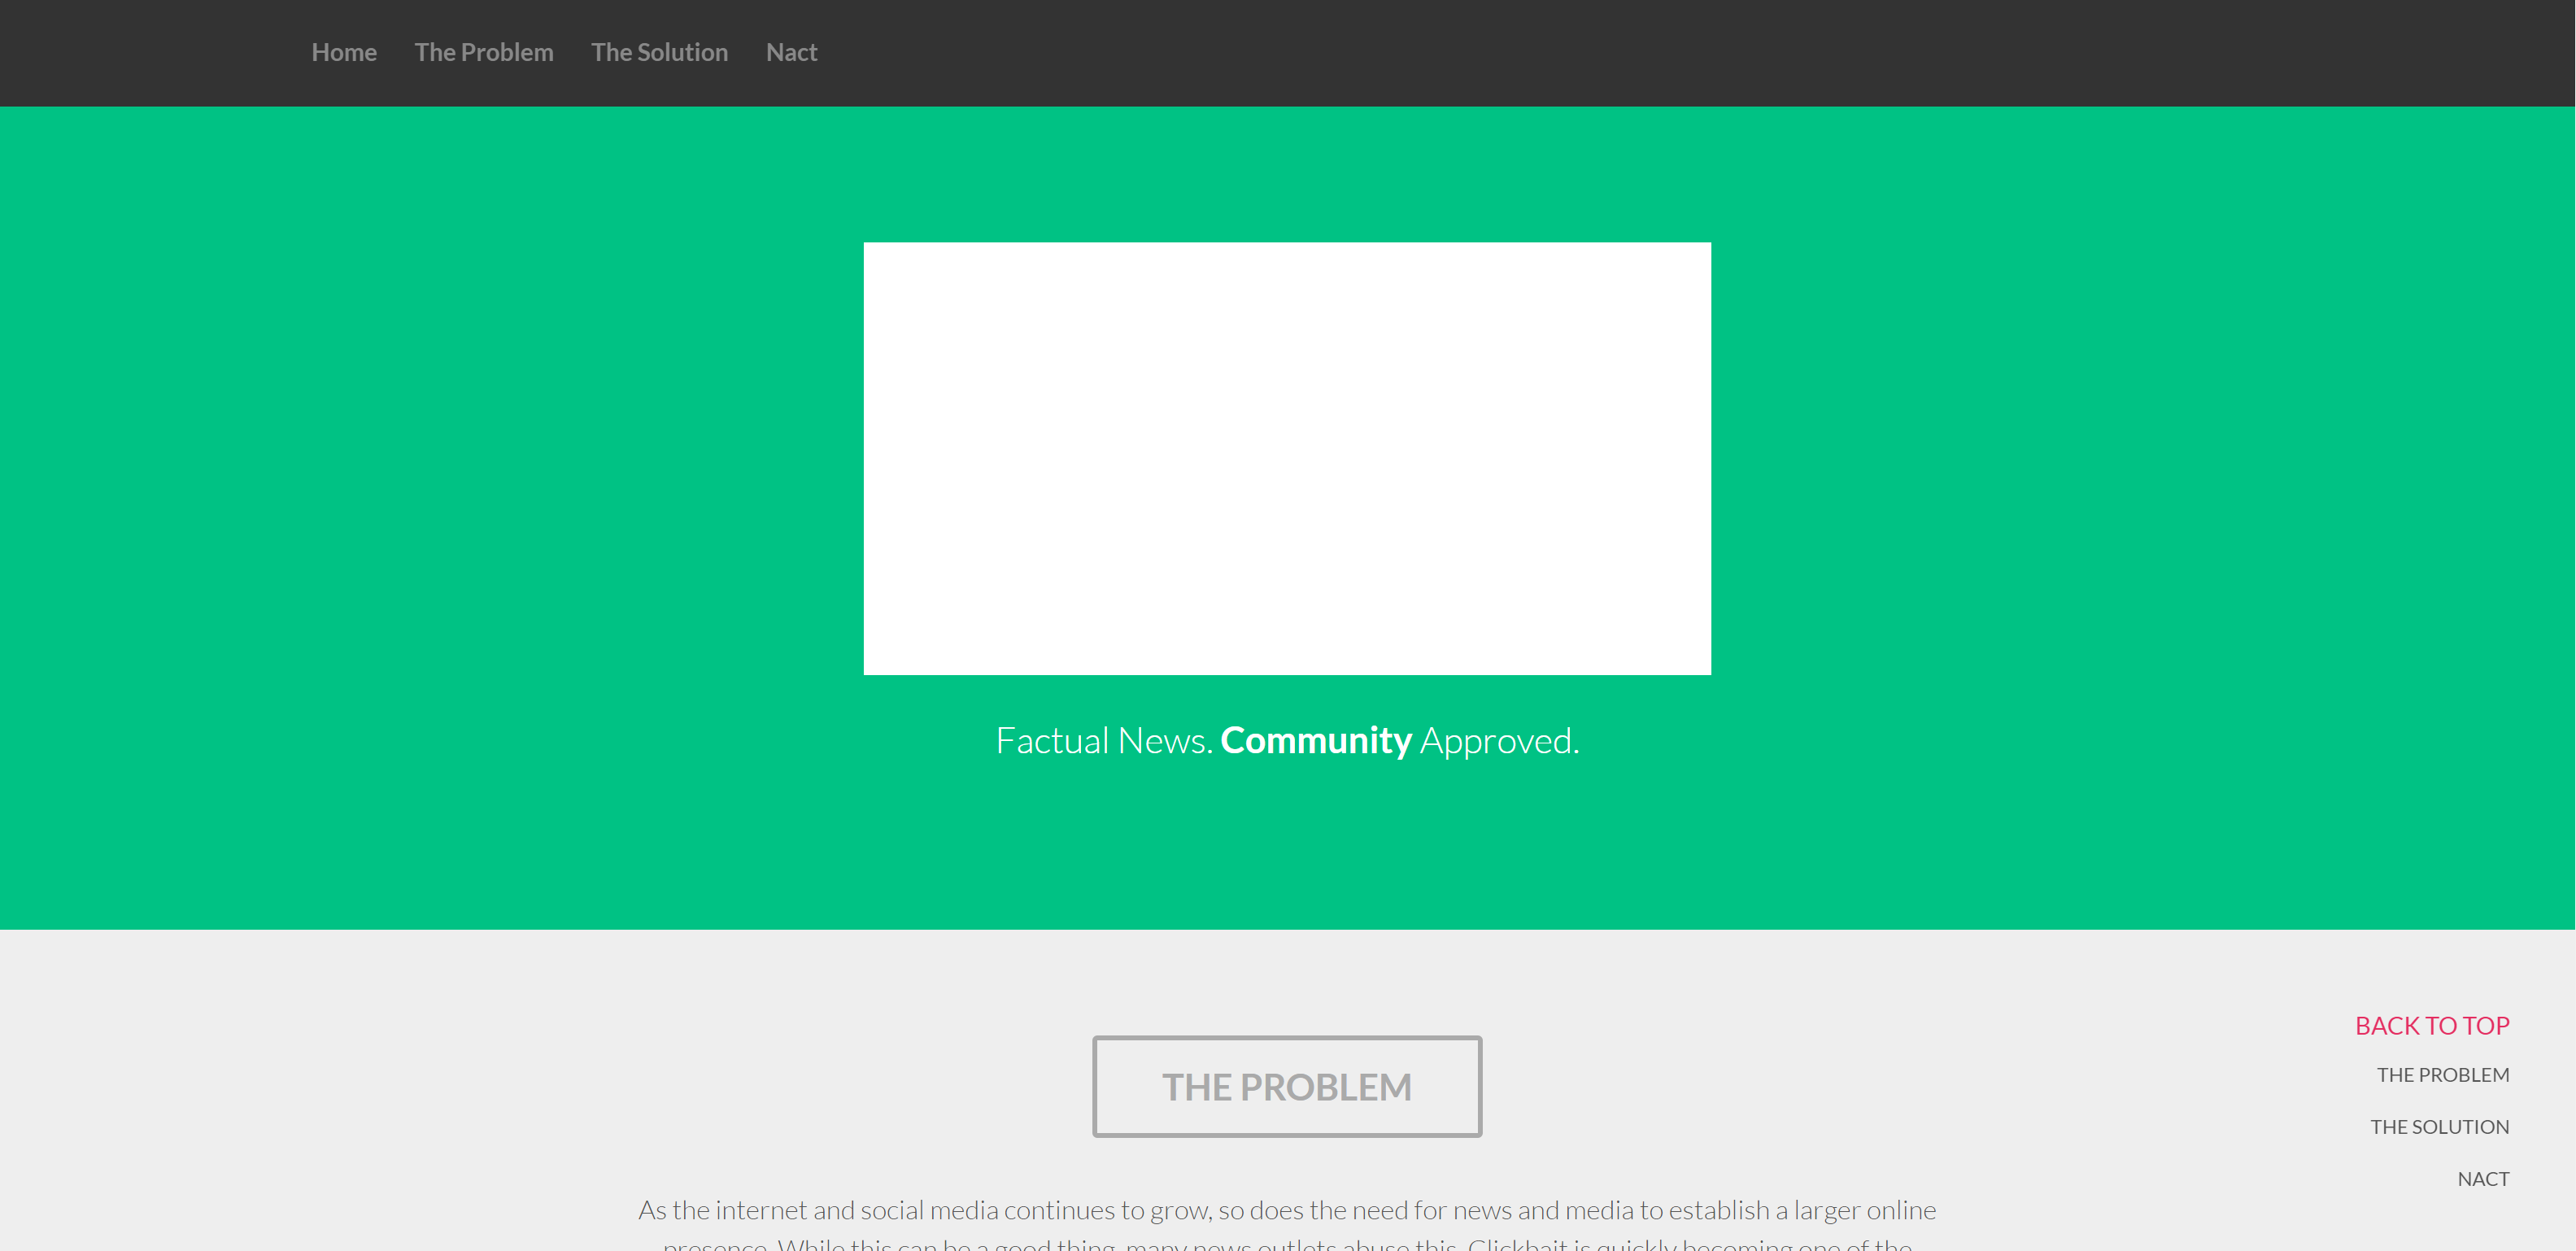 Home The Problem The Solution Nact
Factual News. Community Approved.
BACK TO TOP
THE PROBLEM
THE PROBLEM
THE SOLUTION
NACT
As the internet and social media continues to grow, so does the need for news and media to establish a larger online
presence. While this can be a good thing, many news outlets abuse this. Clickbait is quickly becoming one of the